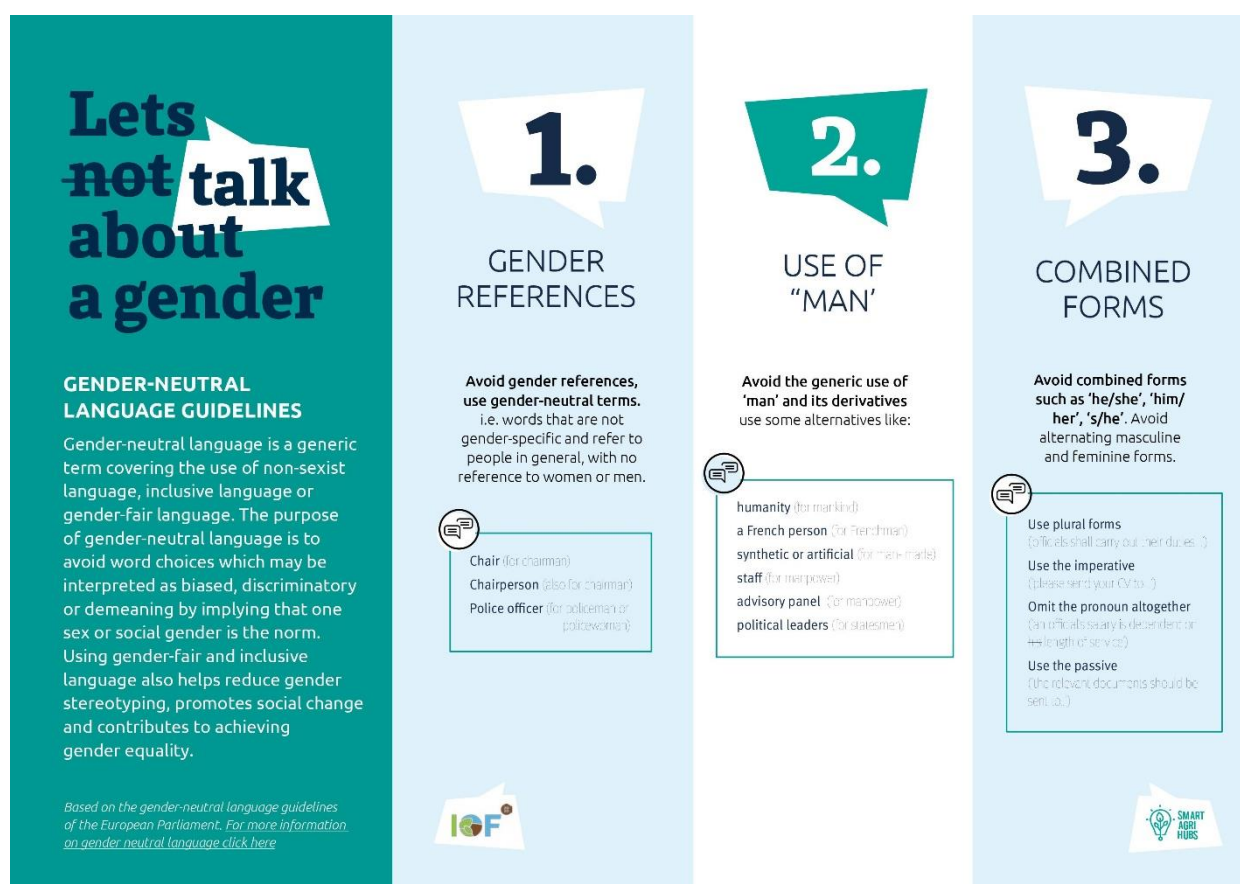 Lets
not talk
about
a gender
GENDER-NEUTRAL
LANGUAGE GUIDELINES
Gender-neutral language is a generic
term covering the use of non-sexist
language, inclusive language or
gender-fair language. The purpose
of gender-neutral language is to
avoid word choices which may be
interpreted as biased, discriminatory
or demeaning by implying that one
sex or social gender is the norm.
Using gender-fair and inclusive
language also helps reduce gender
stereotyping, promotes social change
and contributes to achieving
gender equality.
Based on the gender-neutral language guidelines
of the European Parliament. For more information
on gender neutral language click here
1.
GENDER
REFERENCES
Avoid gender references,
use gender-neutral terms.
i.e. words that are not
gender-specific and refer to
people in general, with no
reference to women or men.
Chair (for chairman)
Chairperson (also for chairman)
Police officer (for policeman or
policewoman)
IOF
2.
USE OF
“MAN’
Avoid the generic use of
‘man’ and its derivatives
use some alternatives like:
humanity (for mankind)
a French person (for Frenchman)
synthetic or artificial (for man-made)
staff (for manpower)
advisory panel (for manpower)
political leaders (for statesmen)
3.
COMBINED
FORMS
Avoid combined forms
such as ‘he/she’, ‘him/
her’, ‘s/he’. Avoid
alternating masculine
and feminine forms.
Use plural forms
(officials shall carry out their duties...)
Use the imperative
(please send your CV to...)
Omit the pronoun altogether
(an official's salary is dependent on
his length of service)
Use the passive
(the relevant documents should be
sent to...)
SMART
AGRI
HUBS